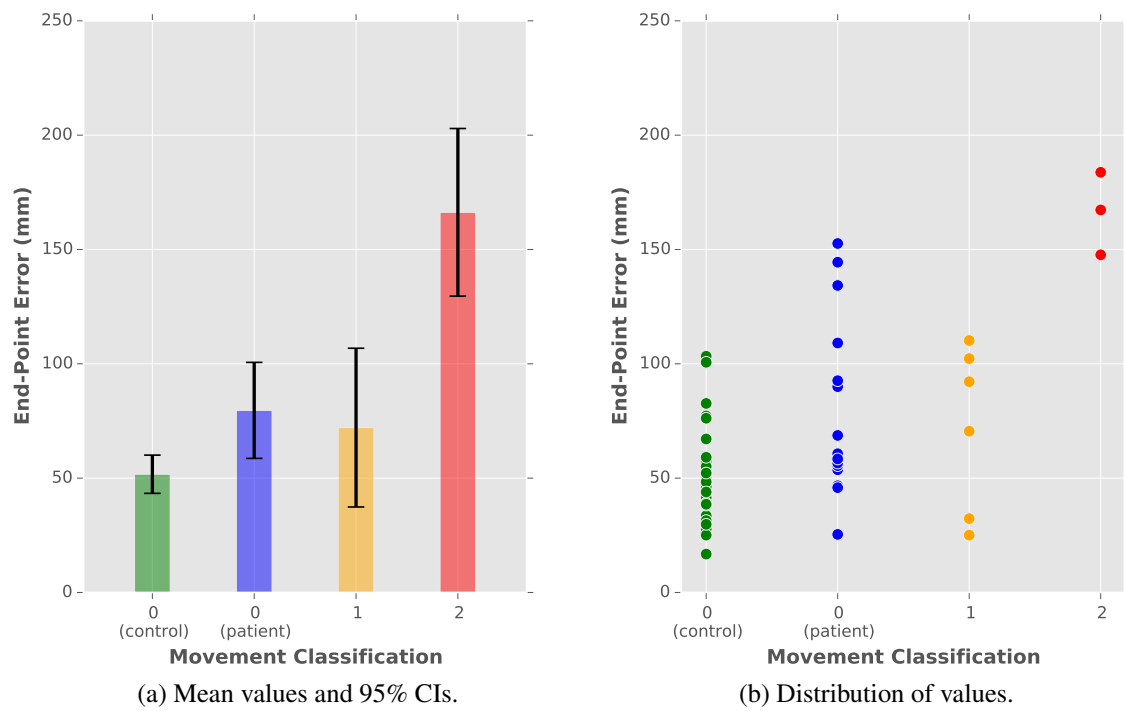 250
200
150
100
50
0
End-Point Error (mm)
0 0 1 2
(control) (patient)
Movement Classification
(a) Mean values and 95% CIs.
250
200
150
100
50
0
End-Point Error (mm)
0 0 1 2
(control) (patient)
Movement Classification
(b) Distribution of values.